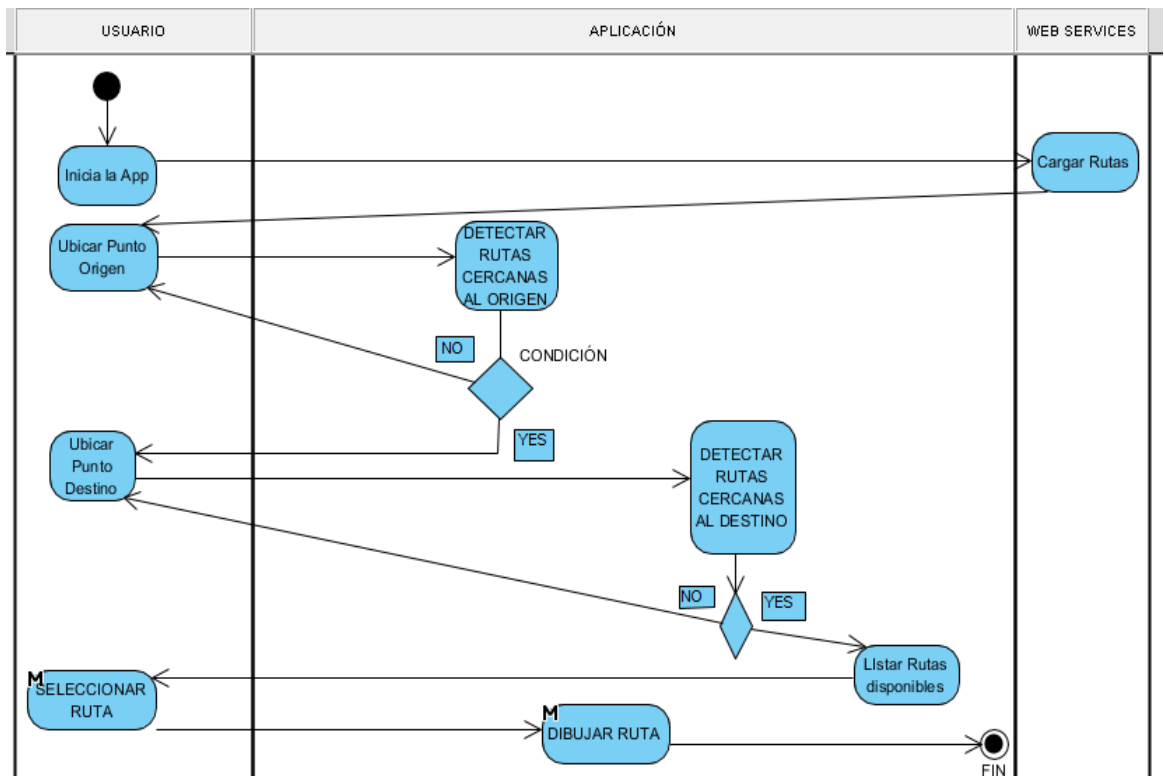 USUARIO
APLICACIÓN
WEB SERVICES
Inicia la App
Cargar Rutas
Ubicar Punto
Origen
DETECTAR
RUTAS
CERCANAS
AL ORIGEN
NO
CONDICIÓN
YES
Ubicar
Punto
Destino
DETECTAR
RUTAS
CERCANAS
AL DESTINO
NO
YES
LIstar Rutas
disponibles
M
SELECCIONAR
RUTA
M
DIBUJAR RUTA
FIN